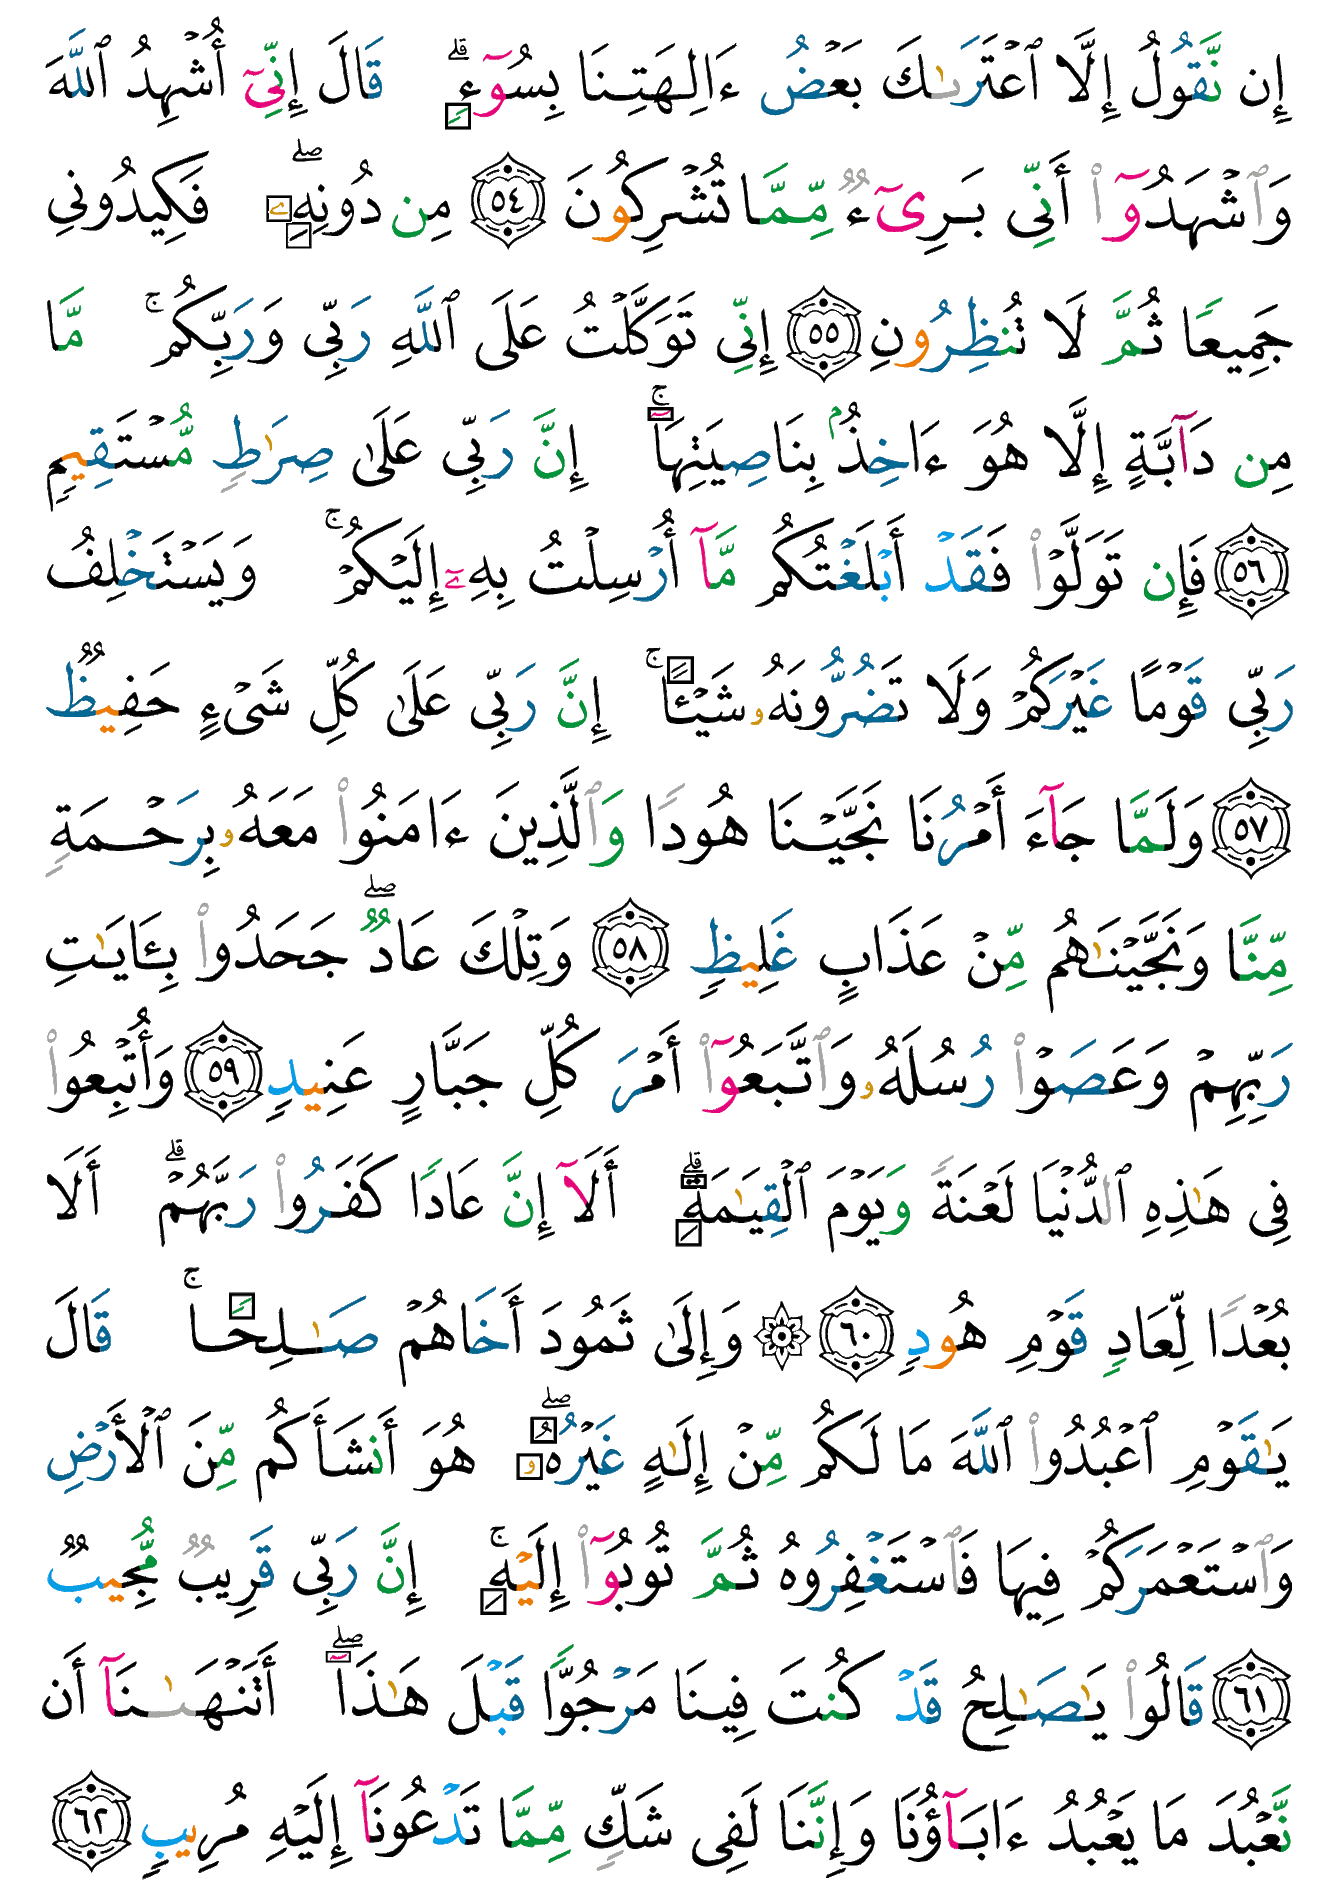 إِن نَّقُولُ إِلَّا ٱعْتَرَىٰكَ بَعْضُ ءَالِهَتِنَا بِسُوٓءٍ ۗ قَالَ إِنِّىٓ أُشْهِدُ ٱللَّهَ
وَٱشْهَدُوٓا۟ أَنِّى بَرِىٓءٌ مِّمَّا تُشْرِكُونَ ٥٤ مِن دُونِهِۦ ۖ فَكِيدُونِى
جَمِيعًا ثُمَّ لَا تُنظِرُونِ ٥٥ إِنِّى تَوَكَّلْتُ عَلَى ٱللَّهِ رَبِّى وَرَبِّكُم ۚ مَّا
مِن دَآبَّةٍ إِلَّا هُوَ ءَاخِذٌۢ بِنَاصِيَتِهَآ ۚ إِنَّ رَبِّى عَلَىٰ صِرَٰطٍ مُّسْتَقِيمٍ
٥٦ فَإِن تَوَلَّوْا۟ فَقَدْ أَبْلَغْتُكُم مَّآ أُرْسِلْتُ بِهِۦٓ إِلَيْكُمْ ۚ وَيَسْتَخْلِفُ
رَبِّى قَوْمًا غَيْرَكُمْ وَلَا تَضُرُّونَهُۥ شَيْـًٔا ۚ إِنَّ رَبِّى عَلَىٰ كُلِّ شَىْءٍ حَفِيظٌ
٥٧ وَلَمَّا جَآءَ أَمْرُنَا نَجَّيْنَا هُودًا وَٱلَّذِينَ ءَامَنُوا۟ مَعَهُۥ بِرَحْمَةٍ
مِّنَّا وَنَجَّيْنَٰهُم مِّنْ عَذَابٍ غَلِيظٍ ٥٨ وَتِلْكَ عَادٌ ۖ جَحَدُوا۟ بِـَٔايَٰتِ
رَبِّهِمْ وَعَصَوْا۟ رُسُلَهُۥ وَٱتَّبَعُوٓا۟ أَمْرَ كُلِّ جَبَّارٍ عَنِيدٍ ٥٩ وَأُتْبِعُوا۟
فِى هَٰذِهِ ٱلدُّنْيَا لَعْنَةً وَيَوْمَ ٱلْقِيَٰمَةِ ۗ أَلَآ إِنَّ عَادًا كَفَرُوا۟ رَبَّهُمْ ۗ أَلَا
بُعْدًا لِّعَادٍ قَوْمِ هُودٍ ٦٠ ۞ وَإِلَىٰ ثَمُودَ أَخَاهُمْ صَٰلِحًا ۚ قَالَ
يَٰقَوْمِ ٱعْبُدُوا۟ ٱللَّهَ مَا لَكُم مِّنْ إِلَٰهٍ غَيْرُهُۥ ۖ هُوَ أَنشَأَكُم مِّنَ ٱلْأَرْضِ
وَٱسْتَعْمَرَكُمْ فِيهَا فَٱسْتَغْفِرُوهُ ثُمَّ تُوبُوٓا۟ إِلَيْهِ ۚ إِنَّ رَبِّى قَرِيبٌ مُّجِيبٌ
٦١ قَالُوا۟ يَٰصَٰلِحُ قَدْ كُنتَ فِينَا مَرْجُوًّا قَبْلَ هَٰذَآ ۖ أَتَنْهَىٰنَآ أَن
نَّعْبُدَ مَا يَعْبُدُ ءَابَآؤُنَا وَإِنَّنَا لَفِى شَكٍّ مِّمَّا تَدْعُونَآ إِلَيْهِ مُرِيبٍ ٦٢